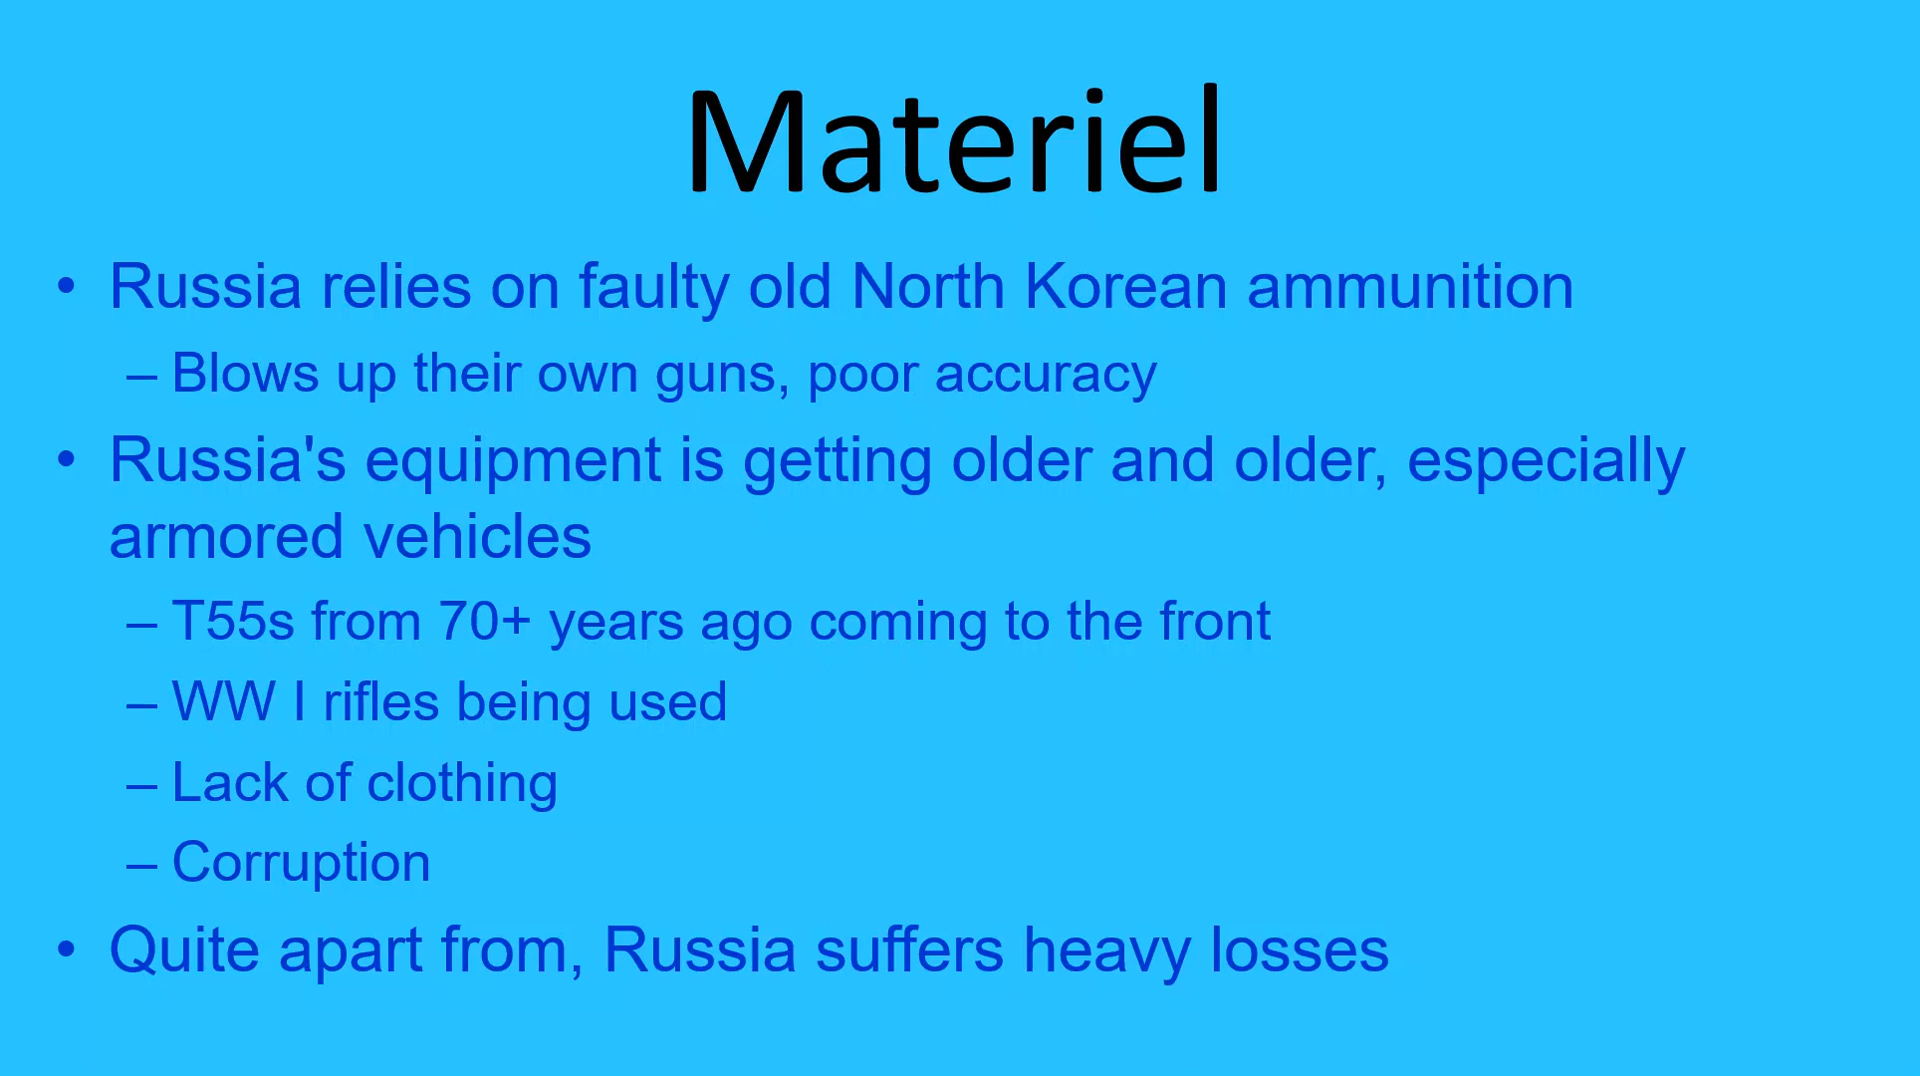 Materiel
• Russia relies on faulty old North Korean ammunition
– Blows up their own guns, poor accuracy
• Russia's equipment is getting older and older, especially
armored vehicles
– T55s from 70+ years ago coming to the front
– WW I rifles being used
– Lack of clothing
– Corruption
• Quite apart from, Russia suffers heavy losses